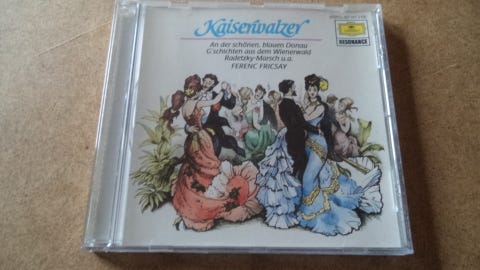 Kaiserwalzer
An der schönen, blauen Donau
G'schichten aus dem Wienerwald
Radetzky-Marsch u.a.
FERENC FRICSAY
RESONANCE